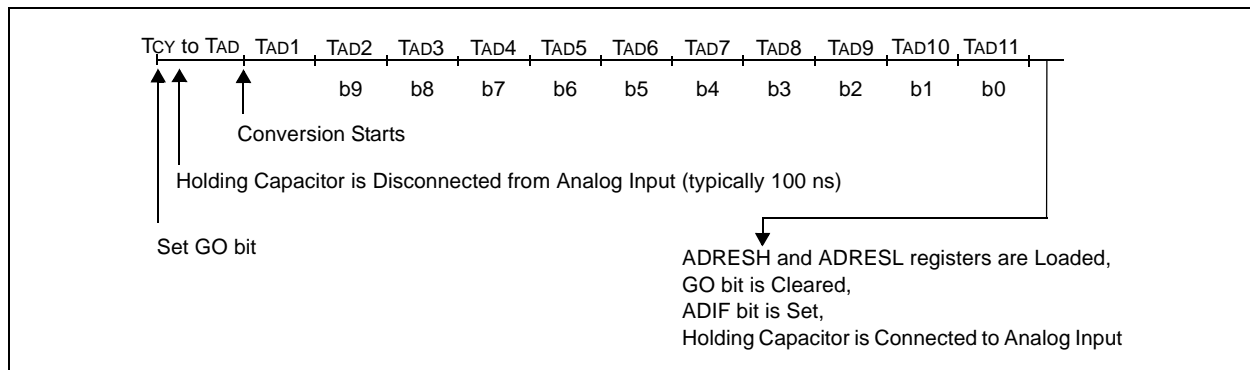 TCY to TAD TAD1 TAD2 TAD3 TAD4 TAD5 TAD6 TAD7 TAD8 TAD9 TAD10 TAD11
b9 b8 b7 b6 b5 b4 b3 b2 b1 b0
Conversion Starts
Holding Capacitor is Disconnected from Analog Input (typically 100 ns)
Set GO bit
ADRESH and ADRESL registers are Loaded,
GO bit is Cleared,
ADIF bit is Set,
Holding Capacitor is Connected to Analog Input